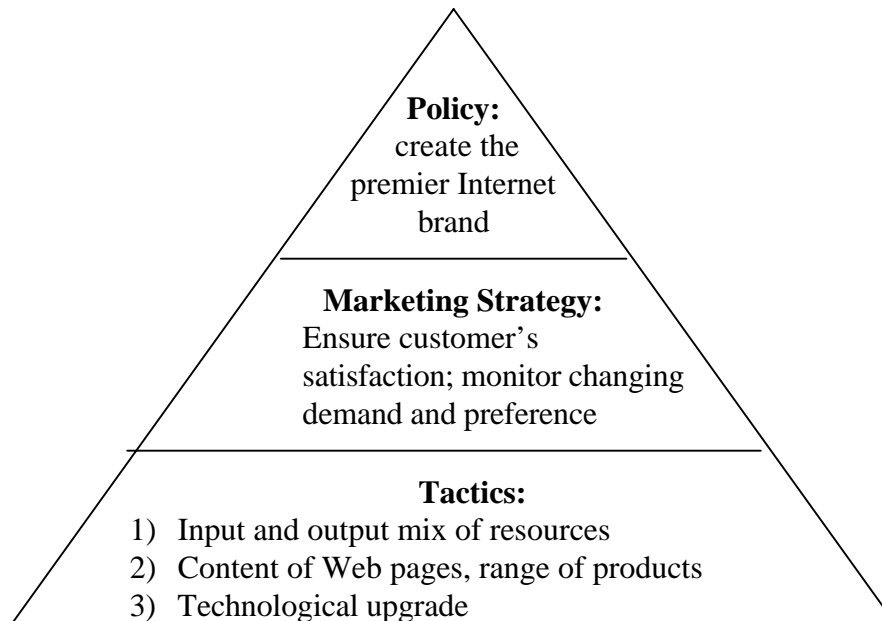 Policy:
create the
premier Internet
brand
Marketing Strategy:
Ensure customer’s
satisfaction; monitor changing
demand and preference
Tactics:
1) Input and output mix of resources
2) Content of Web pages, range of products
3) Technological upgrade